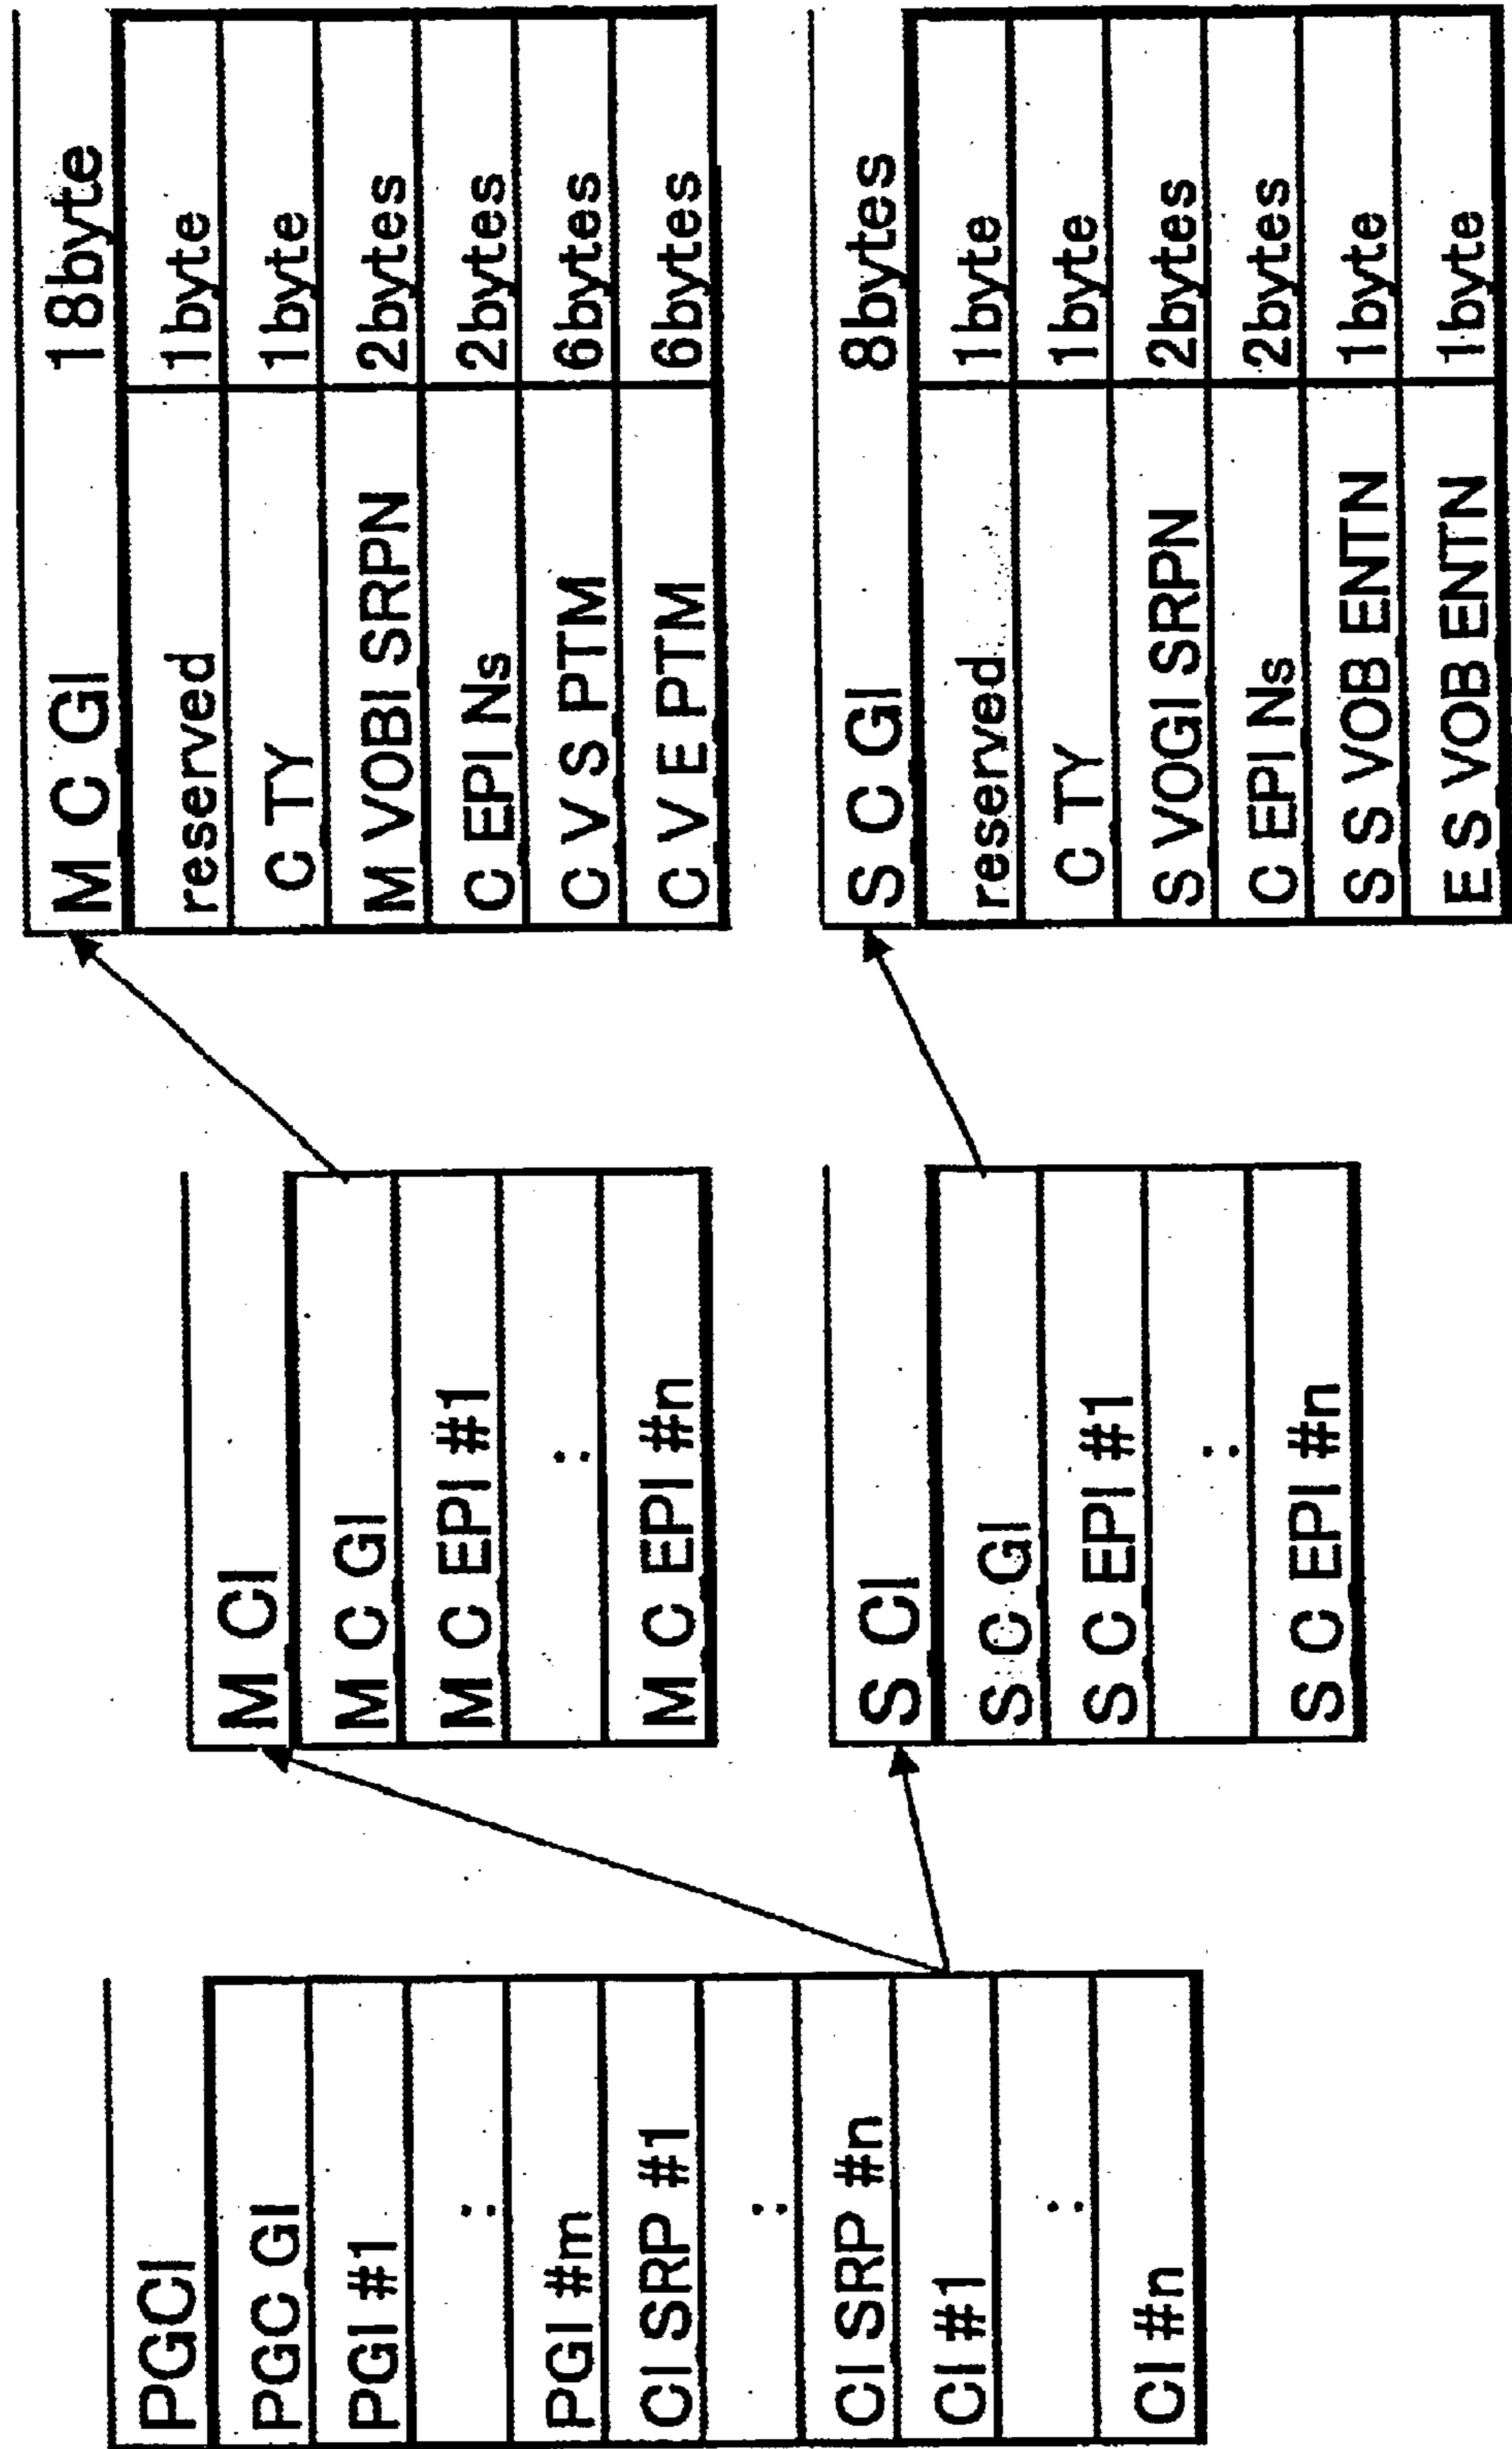 PGCI
PGC GI
PGI #1
:
PGI #m
CI SRP #1
:
CI SRP #n
CI #1
:
CI #n
M CI
M C GI
M C EPI #1
:
M C EPI #n
S CI
S C GI
S C EPI #1
:
S C EPI #n
M C GI 18byte
reserved 1byte
C TY 1byte
M VOBI SRPN 2bytes
C EPI Ns 2bytes
C V S PTM 6bytes
C V E PTM 6bytes
S C GI 8bytes
reserved 1byte
C TY 1byte
S VOGI SRPN 2bytes
C EPI Ns 2bytes
S S VOB ENTN 1byte
E S VOB ENTN 1byte